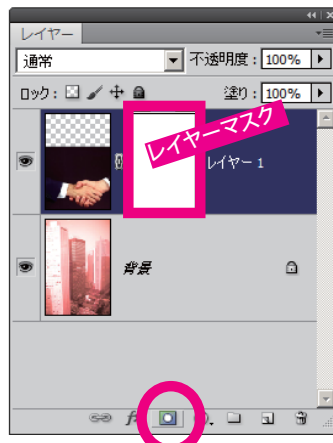 レイヤー
通常
不透明度: 100%
ロック:
塗り: 100%
レイヤーマスク
レイヤー 1
背景
fx